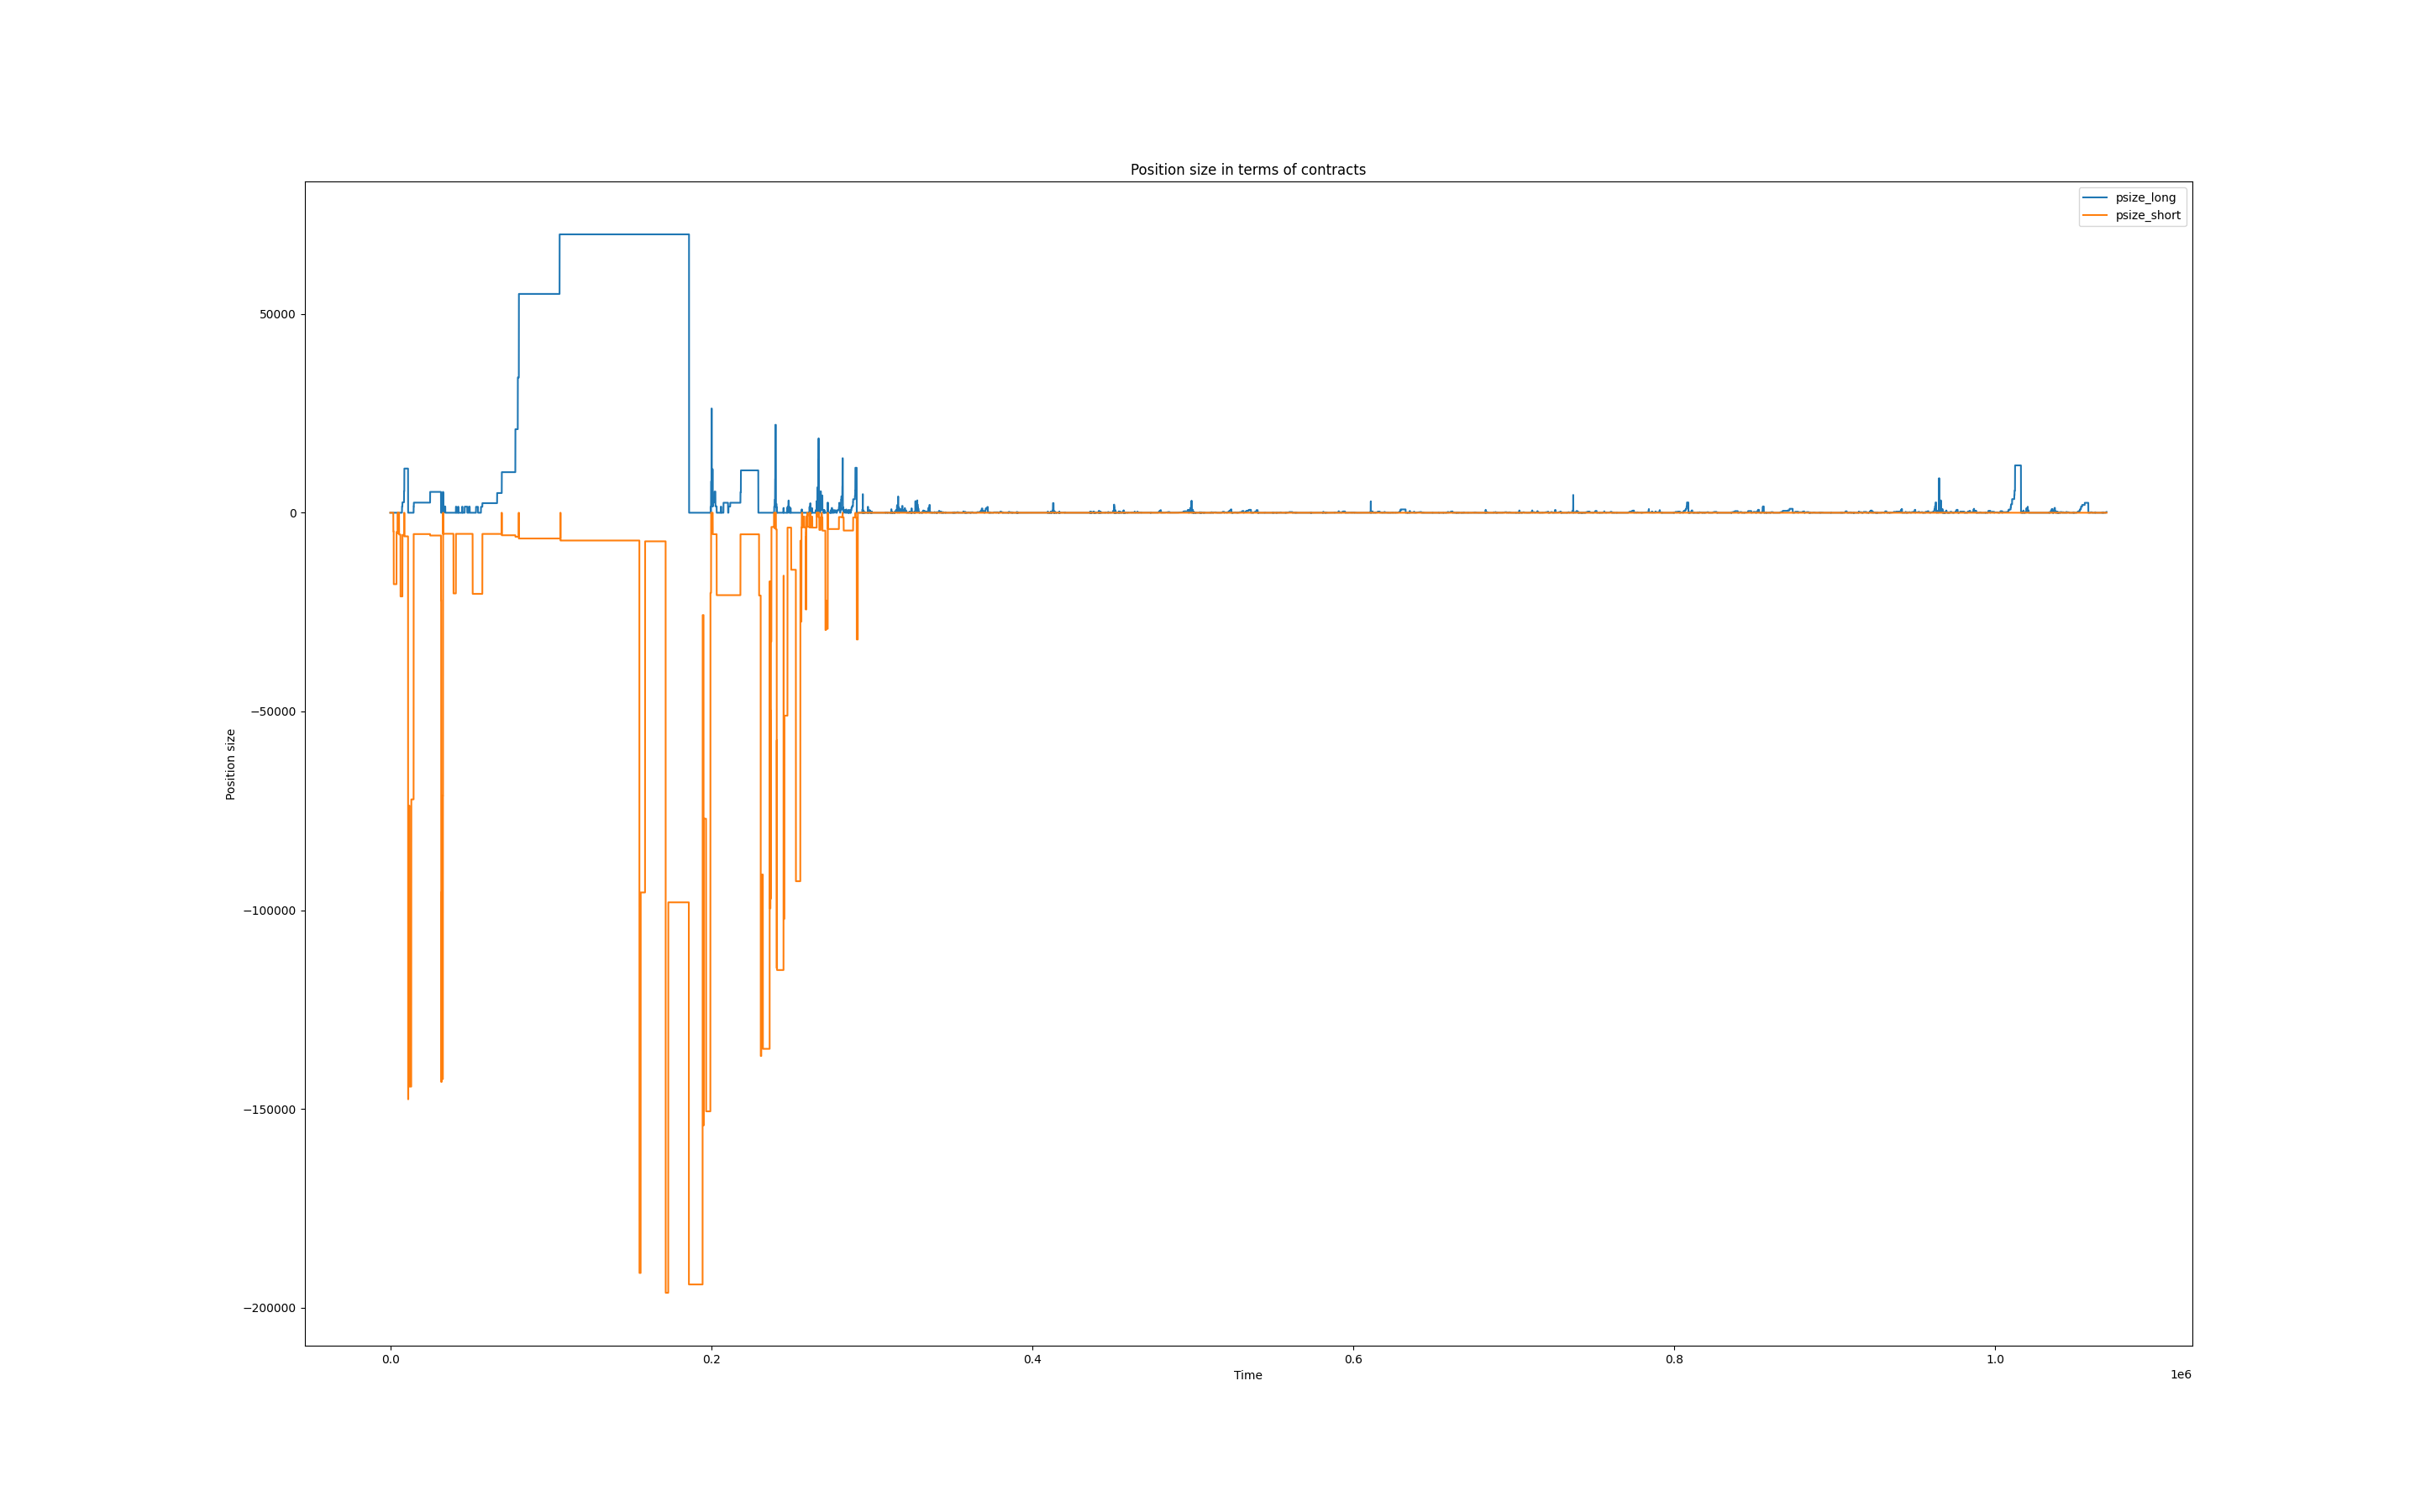 Position size in terms of contracts
psize_long
psize_short
50000
0
−50000
−100000
−150000
−200000
Position size
0.0
0.2
0.4
0.6
0.8
1.0
Time
1e6